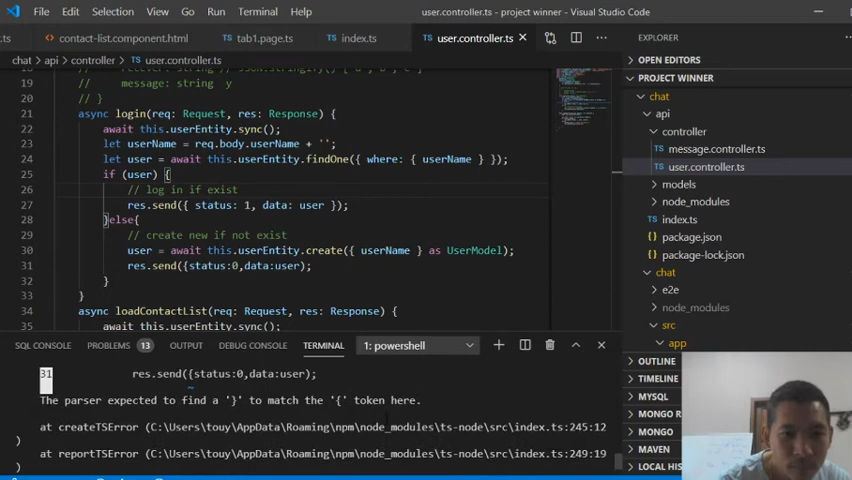 File Edit Selection View Go Run Terminal Help
user.controller.ts - project winner - Visual Studio Code
.ts contact-list.component.html tab1.page.ts index.ts user.controller.ts
chat > api > controller > user.controller.ts
19 // message: string y
20 // }
21 async login(req: Request, res: Response) {
22 await this.userEntity.sync();
23 let userName = req.body.userName + '';
24 let user = await this.userEntity.findOne({ where: { userName } });
25 if (user) {
26 // log in if exist
27 res.send({ status: 1, data: user });
28 }else{
29 // create new if not exist
30 user = await this.userEntity.create({ userName } as UserModel);
31 res.send({status:0,data:user);
32 }
33 }
34 async loadContactList(req: Request, res: Response) {
35 await this.userEntity.sync();
SQL CONSOLE PROBLEMS 13 OUTPUT DEBUG CONSOLE TERMINAL 1: powershell
31 res.send({status:0,data:user);
~
The parser expected to find a '}' to match the '{' token here.
at createTSError (C:\Users\touy\AppData\Roaming\npm\node_modules\ts-node\src\index.ts:245:12
)
at reportTSError (C:\Users\touy\AppData\Roaming\npm\node_modules\ts-node\src\index.ts:249:19
)
EXPLORER
OPEN EDITORS
PROJECT WINNER
chat
api
controller
message.controller.ts
user.controller.ts
models
node_modules
index.ts
package.json
package-lock.json
chat
e2e
node_modules
src
app
OUTLINE
TIMELINE
MYSQL
MONGO
MONGO
MAVEN
LOCAL HIS